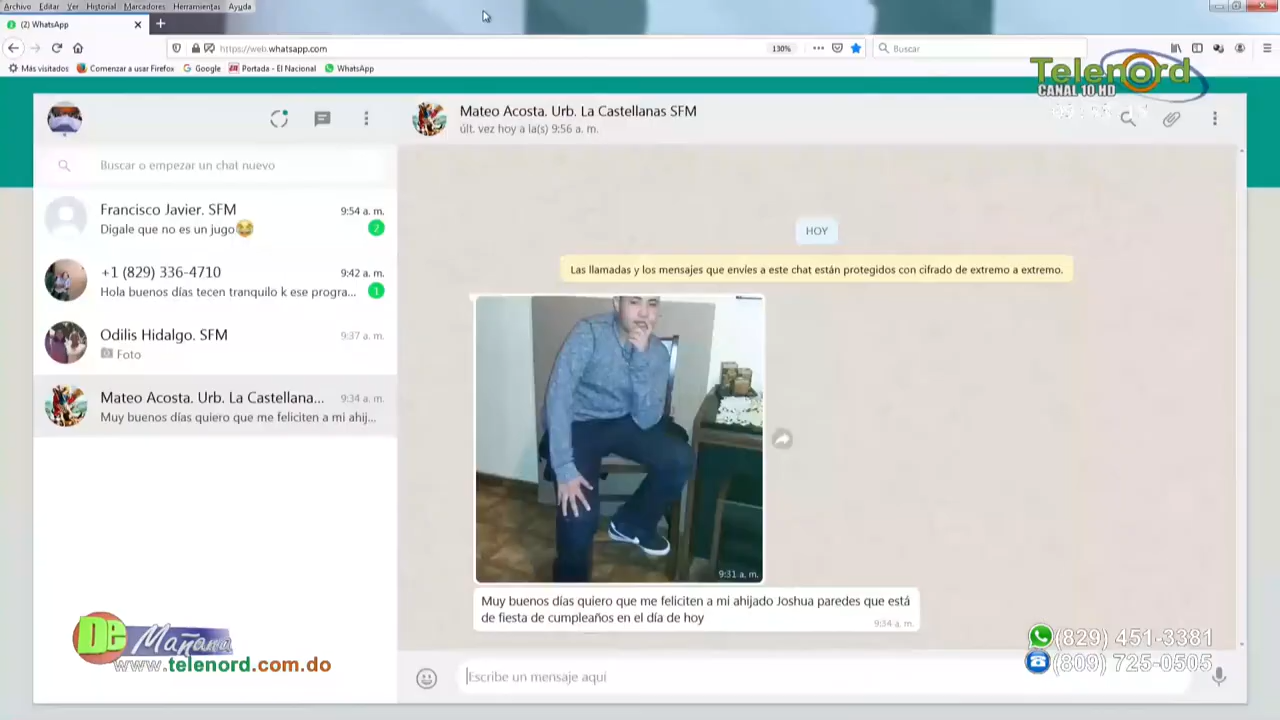 Archivo Editar Ver Historial Marcadores Herramientas Ayuda
(2) WhatsApp
https://web.whatsapp.com
130%
Buscar
Más visitados Comenzar a usar Firefox Google Portada - El Nacional WhatsApp
Telenord
CANAL 10.HD
Mateo Acosta. Urb. La Castellanas SFM
últ. vez hoy a la(s) 9:56 a. m.
Buscar o empezar un chat nuevo
Francisco Javier. SFM 9:54 a. m.
Digale que no es un jugo😂 2
+1 (829) 336-4710 9:42 a. m.
Hola buenos días tecen tranquilo k ese progra... 1
Odilis Hidalgo. SFM 9:37 a. m.
Foto
Mateo Acosta. Urb. La Castellana... 9:34 a. m.
Muy buenos días quiero que me feliciten a mi ahij...
HOY
Las llamadas y los mensajes que envíes a este chat están protegidos con cifrado de extremo a extremo.
9:31 a. m.
Muy buenos días quiero que me feliciten a mi ahijado Joshua paredes que está
de fiesta de cumpleaños en el día de hoy
9:34 a. m.
Escribe un mensaje aquí
De Mañana
www.telenord.com.do
(829) 451-3381
(809) 725-0505